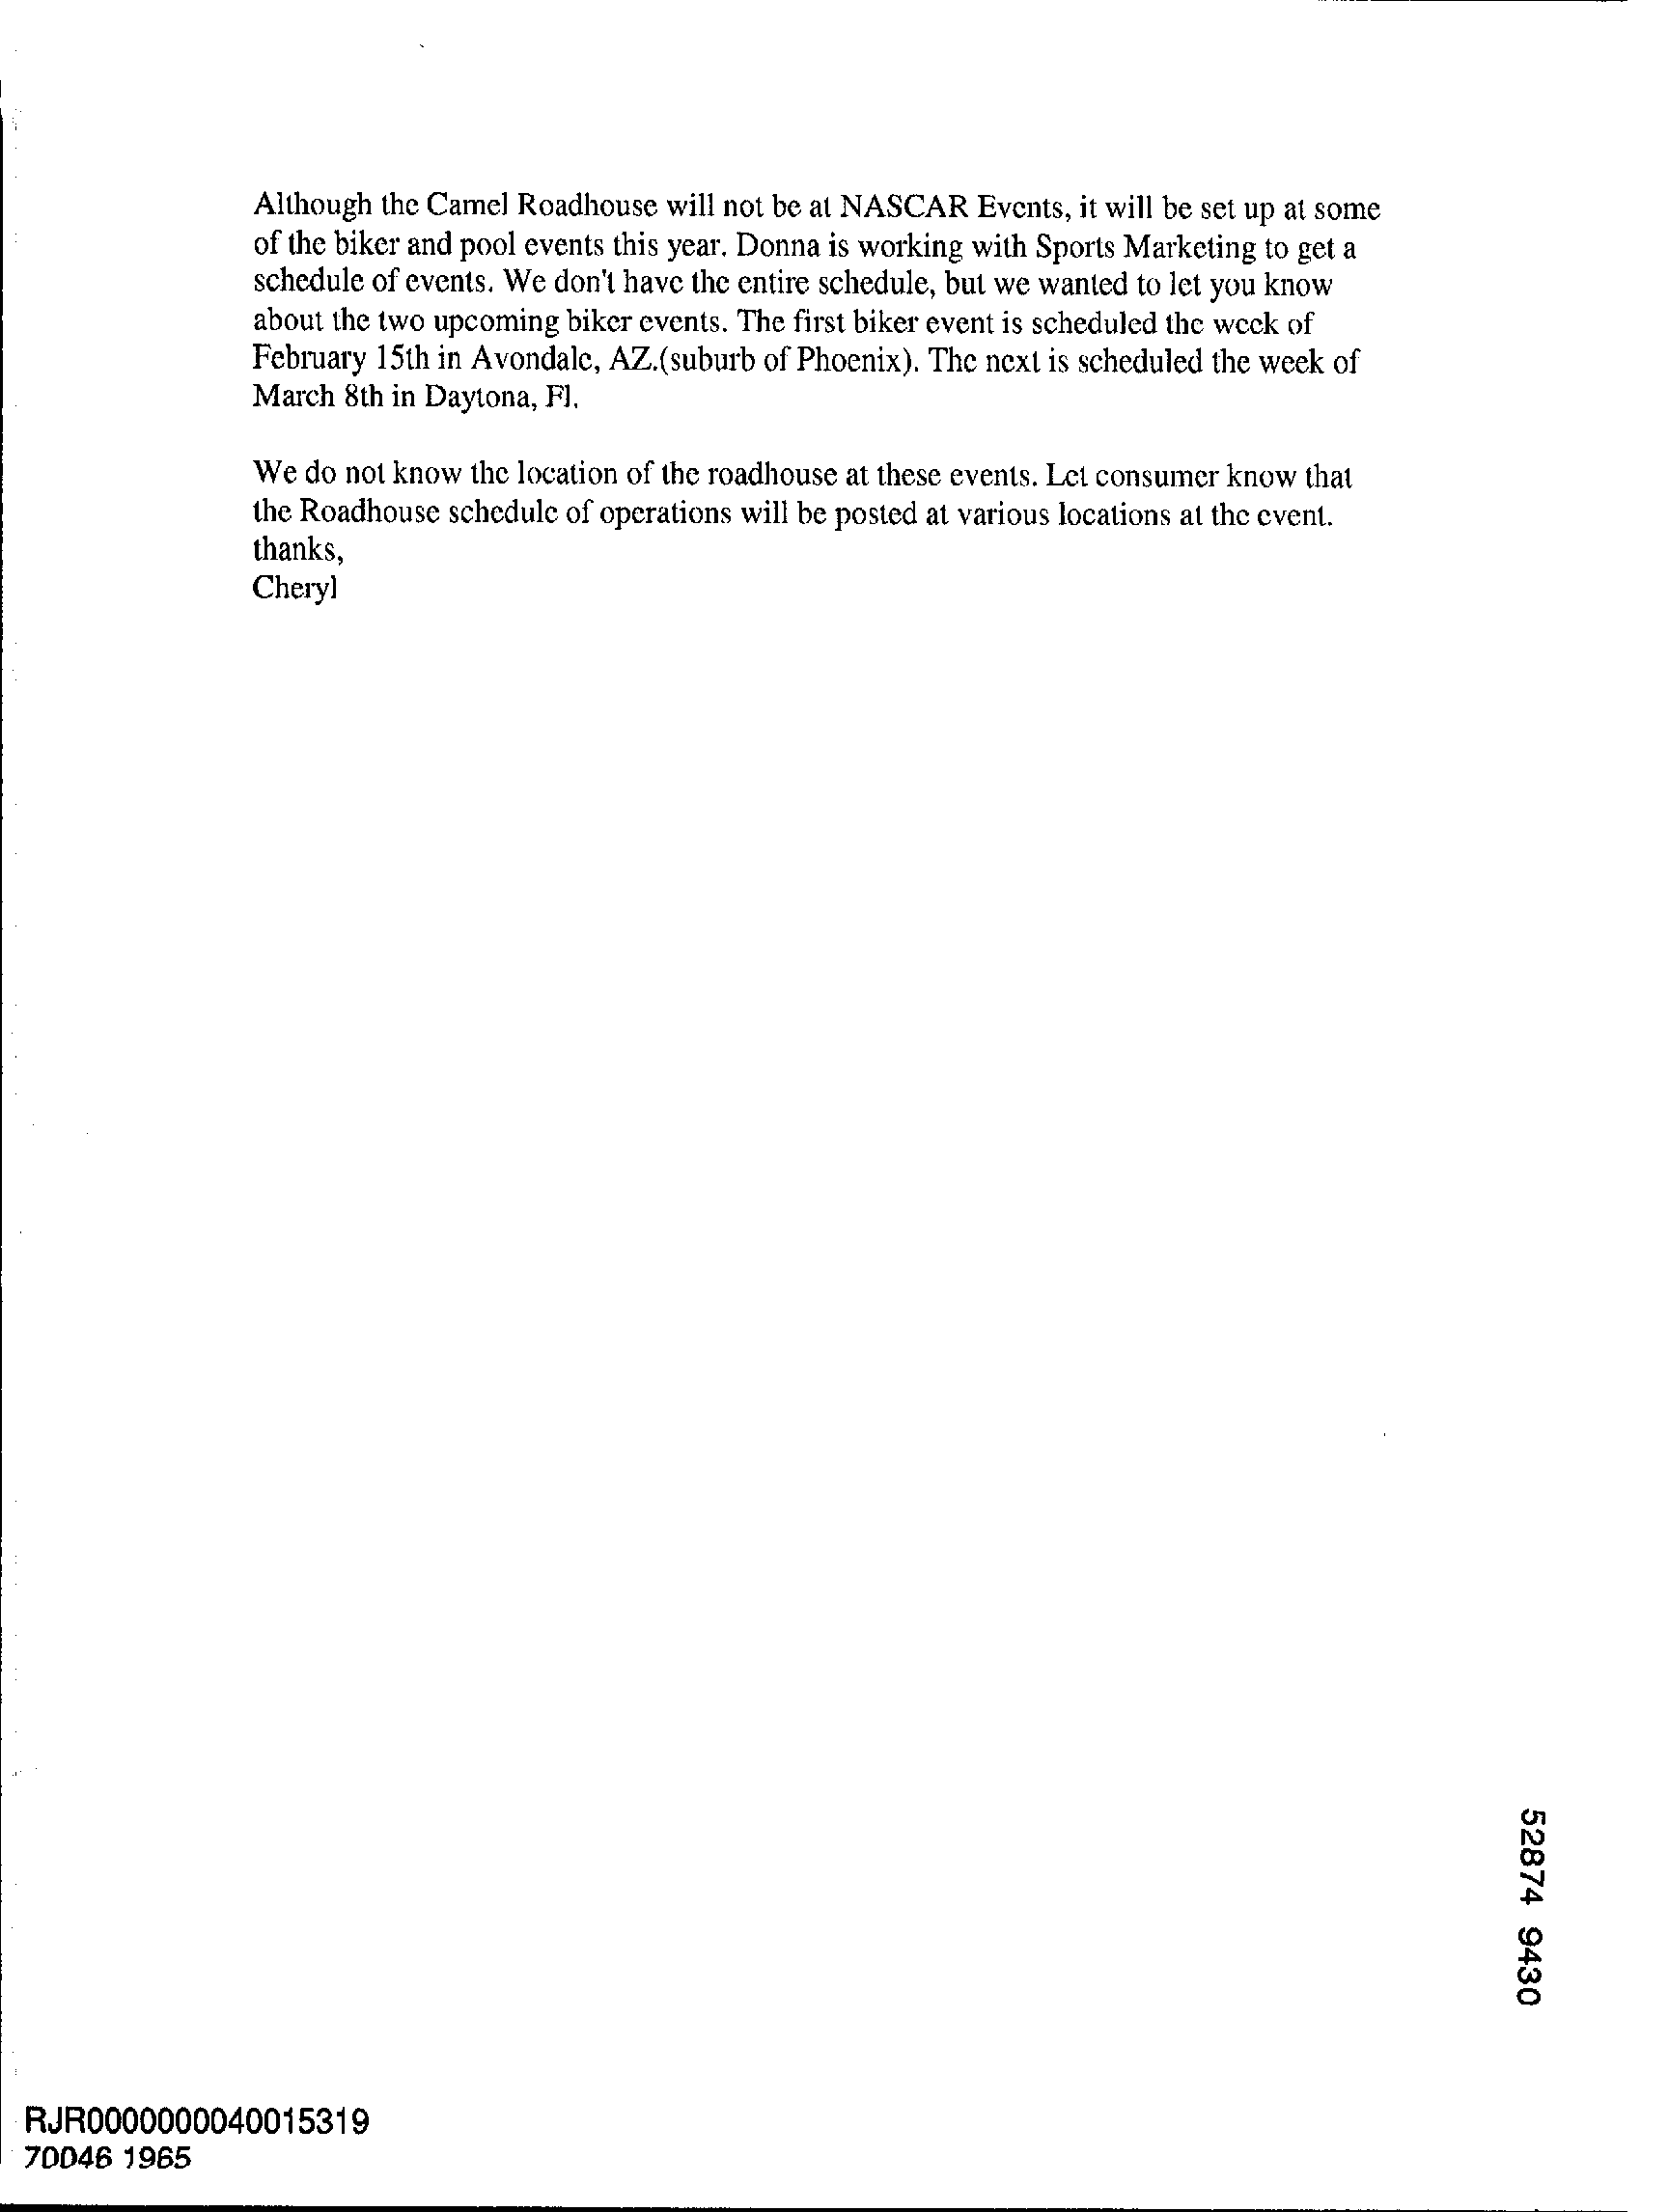 Although the Camel Roadhouse will not be at NASCAR Events, it will be set up at some
of the biker and pool events this year. Donna is working with Sports Marketing to get a
schedule of events. We don't have the entire schedule, but we wanted to let you know
about the two upcoming biker events. The first biker event is scheduled the week of
February 15th in Avondale, AZ.(suburb of Phoenix). The next is scheduled the week of
March 8th in Daytona, Fl.
We do not know the location of the roadhouse at these events. Let consumer know that
the Roadhouse schedule of operations will be posted at various locations at the event.
thanks,
Cheryl
52874 9430
RJR0000000040015319
70046 1965